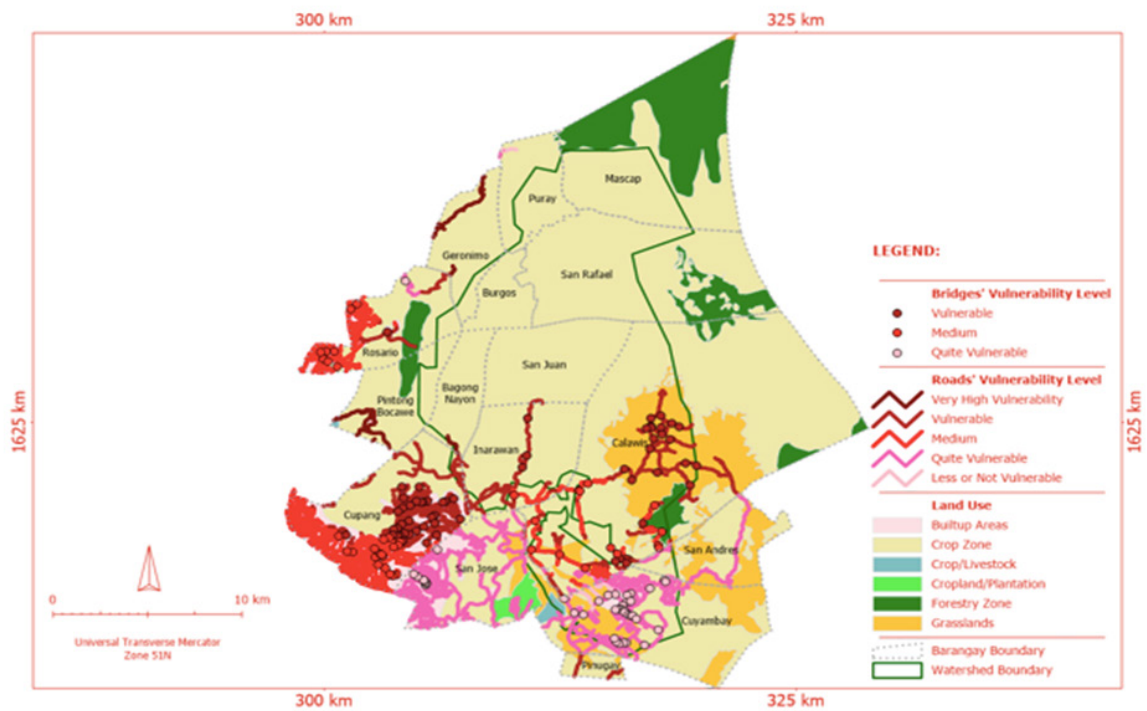 300 km
325 km
Mascap
Puray
Geronimo
San Rafael
Burgos
Rosario
San Juan
Bagong
Nayon
Pintong
Bocawe
Inarawan
Calawis
Cupang
San Jose
San Andres
Cuyambay
Pinugay
1625 km
1625 km
0
10 km
Universal Transverse Mercator
Zone 51N
LEGEND:
Bridges' Vulnerability Level
Vulnerable
Medium
Quite Vulnerable
Roads' Vulnerability Level
Very High Vulnerability
Vulnerable
Medium
Quite Vulnerable
Less or Not Vulnerable
Land Use
Builtup Areas
Crop Zone
Crop/Livestock
Cropland/Plantation
Forestry Zone
Grasslands
Barangay Boundary
Watershed Boundary
300 km
325 km